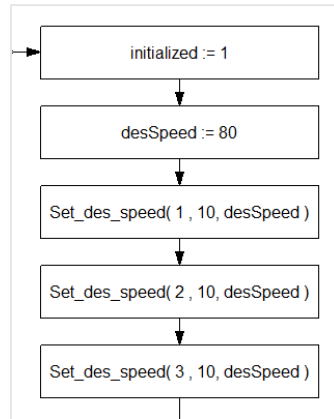 initialized := 1
desSpeed := 80
Set_des_speed( 1 , 10, desSpeed )
Set_des_speed( 2 , 10, desSpeed )
Set_des_speed( 3 , 10, desSpeed )